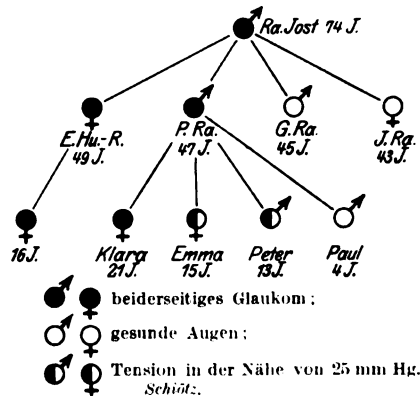 Ra. Jost 74 J.
E. Hu.-R. P. Ra. G. Ra. J. Ra.
49 J. 47 J. 45 J. 43 J.
16 J. Klara Emma Peter Paul
21 J. 15 J. 13 J. 4 J.
beiderseitiges Glaukom;
gesunde Augen;
Tension in der Nähe von 25 mm Hg.
Schiötz.